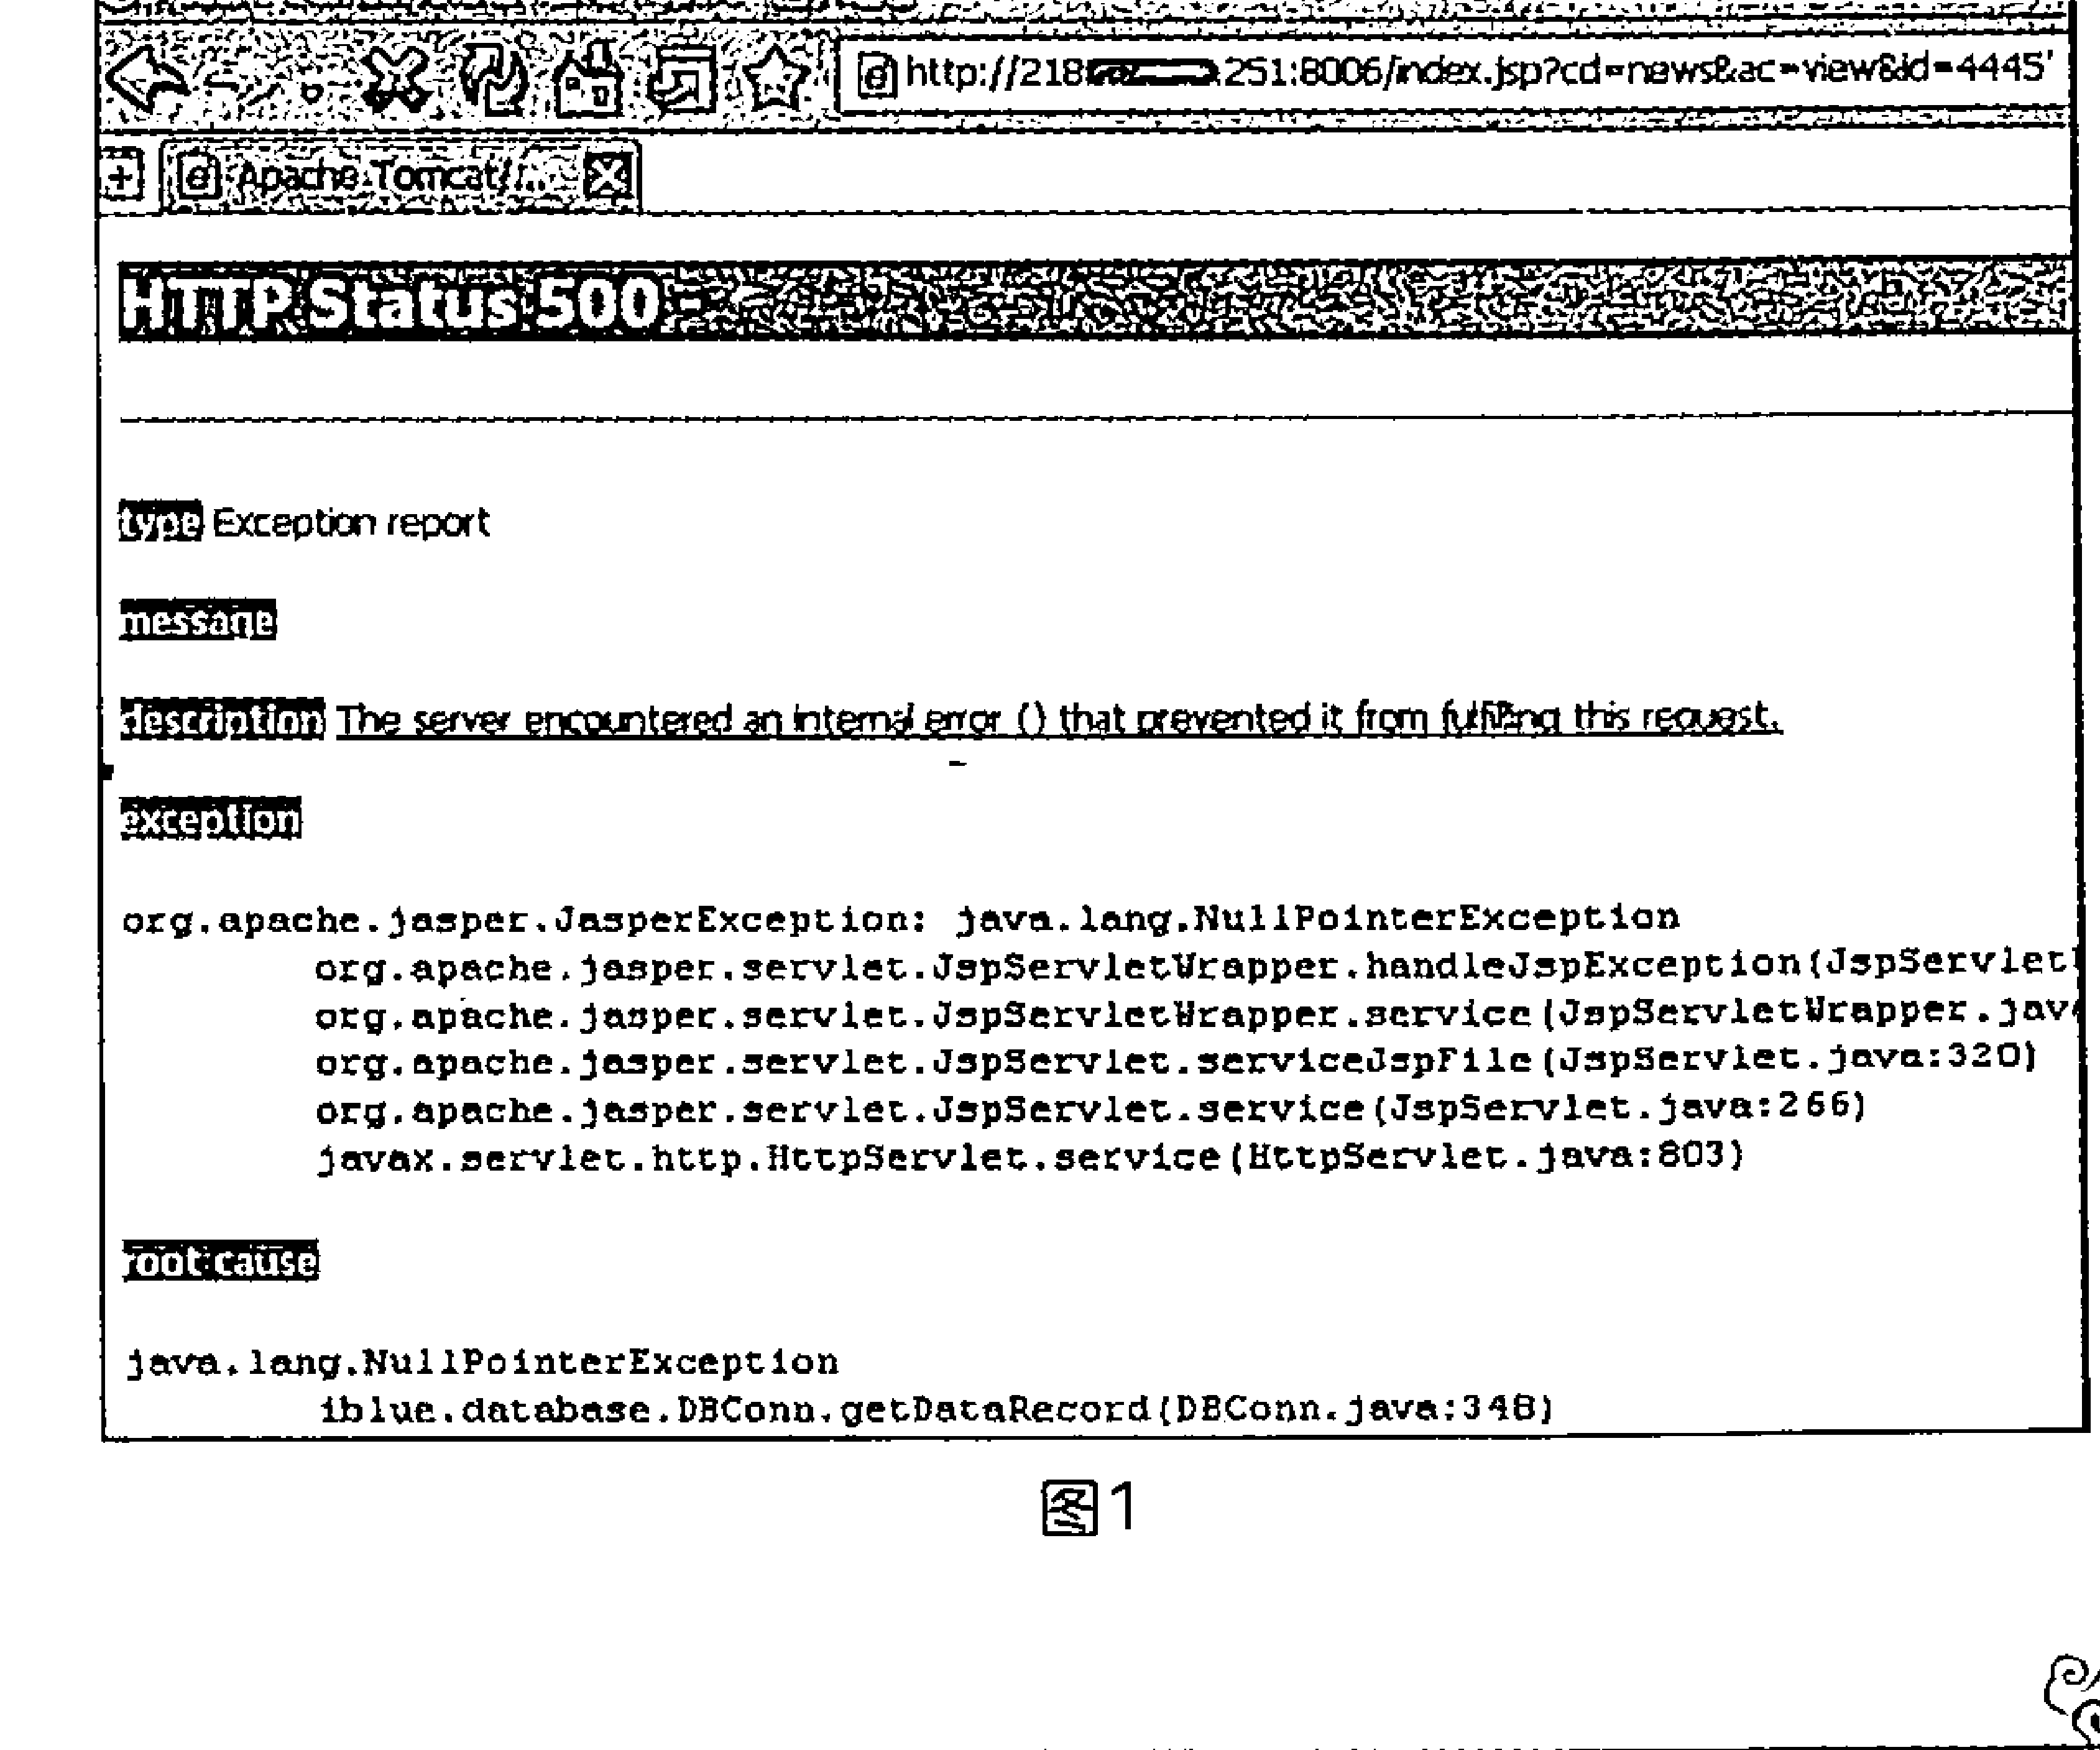 http://218 251:8006/index.jsp?cd=news&ac=view&id=4445'
Apache Tomcat/...
HTTP Status 500 -
type Exception report
message
description The server encountered an internal error () that prevented it from fulfilling this request.
exception
org.apache.jasper.JasperException: java.lang.NullPointerException
org.apache.jasper.servlet.JspServletWrapper.handleJspException(JspServlet
org.apache.jasper.servlet.JspServletWrapper.service(JspServletWrapper.java
org.apache.jasper.servlet.JspServlet.serviceJspFile(JspServlet.java:320)
org.apache.jasper.servlet.JspServlet.service(JspServlet.java:266)
javax.servlet.http.HttpServlet.service(HttpServlet.java:803)
root cause
java.lang.NullPointerException
iblue.database.DBConn.getDataRecord(DBConn.java:348)
图1